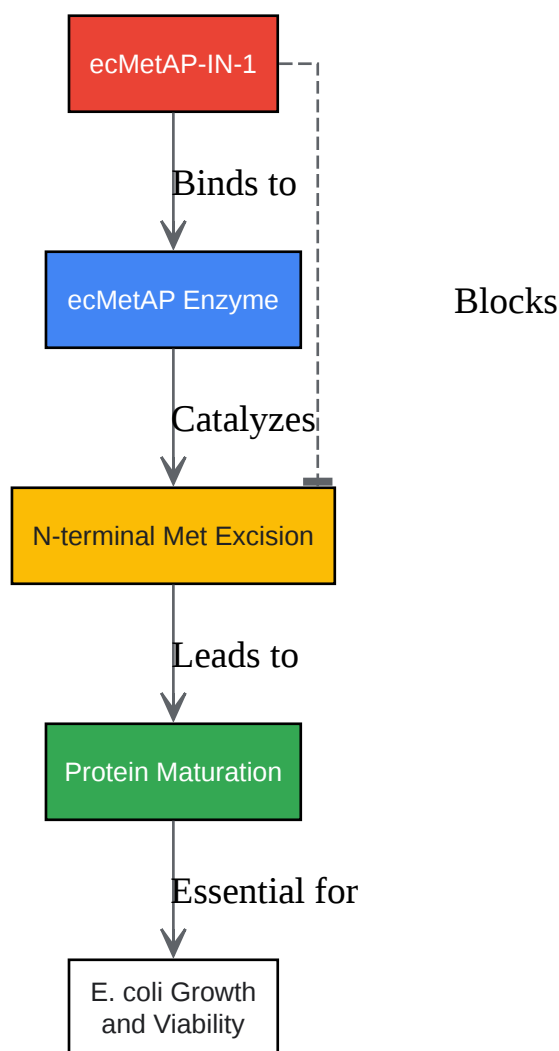 ecMetAP-IN-1
Binds to
ecMetAP Enzyme
Blocks
Catalyzes
N-terminal Met Excision
Leads to
Protein Maturation
Essential for
E. coli Growth
and Viability